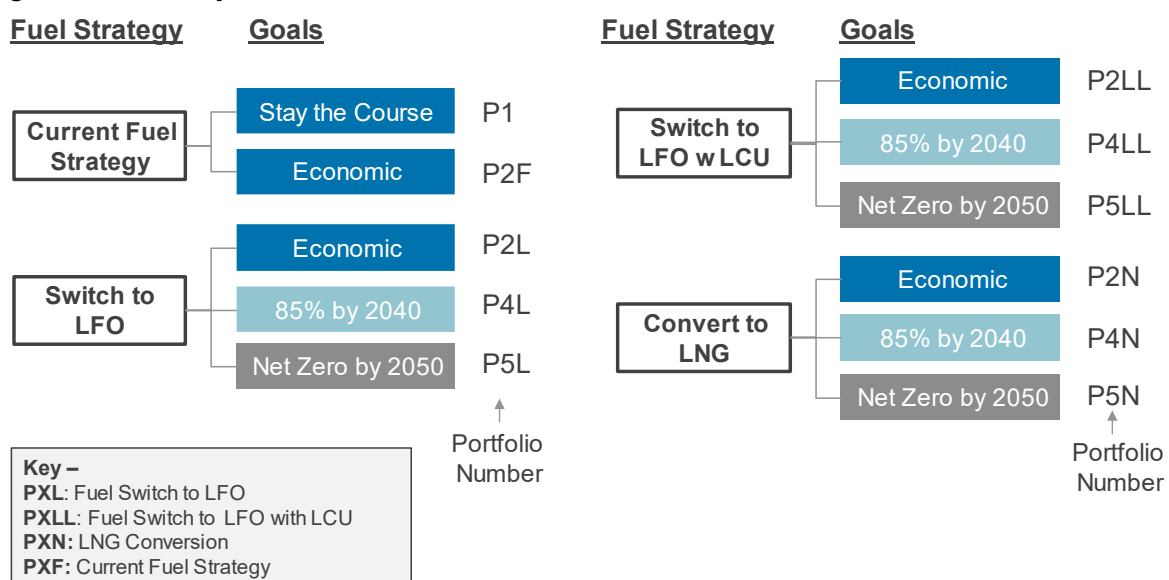 Fuel Strategy Goals
Stay the Course P1
Current Fuel
Strategy
Economic P2F
Economic P2L
Switch to
LFO
85% by 2040 P4L
Net Zero by 2050 P5L
Portfolio
Number
Key –
PXL: Fuel Switch to LFO
PXLL: Fuel Switch to LFO with LCU
PXN: LNG Conversion
PXF: Current Fuel Strategy
Fuel Strategy Goals
Economic P2LL
Switch to
LFO w LCU
85% by 2040 P4LL
Net Zero by 2050 P5LL
Economic P2N
Convert to
LNG
85% by 2040 P4N
Net Zero by 2050 P5N
Portfolio
Number